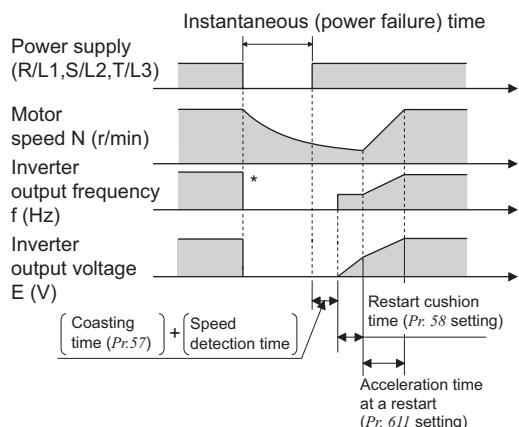 Instantaneous (power failure) time
Power supply
(R/L1,S/L2,T/L3)
Motor
speed N (r/min)
Inverter
output frequency
f (Hz)
*
Inverter
output voltage
E (V)
Coasting
time (Pr.57)
+
Speed
detection time
Restart cushion
time (Pr. 58 setting)
Acceleration time
at a restart
(Pr. 611 setting)